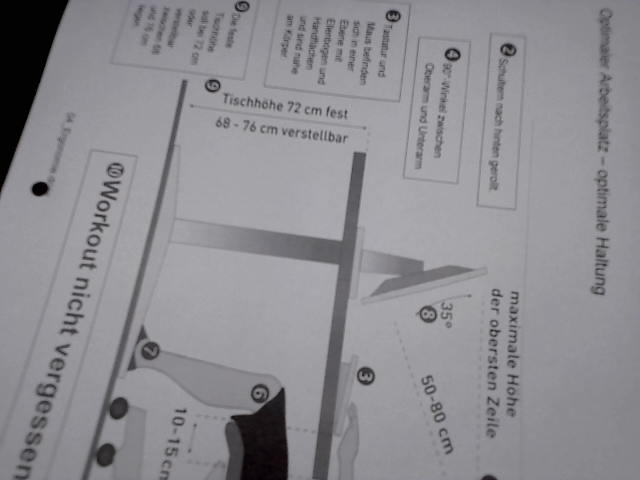 Optimaler Arbeitsplatz – optimale Haltung
2 Schultern nach hinten gerollt
4 90°-Winkel zwischen
Oberarm und Unterarm
3 Tastatur und
Maus befinden
sich in einer
Ebene mit
Ellenbogen und
Handflächen
und sind nahe
am Körper.
9 Die feste
Tischhöhe
soll bei 72 cm
oder
verstellbar
zwischen 68
und 76 cm
liegen.
9 Tischhöhe 72 cm fest
68 - 76 cm verstellbar
maximale Höhe
der obersten Zeile
35°
8
50-80 cm
3
6
7
10-15 cm
10 Workout nicht vergessen